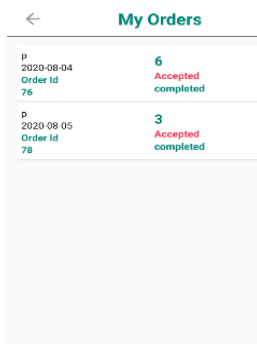 My Orders
p
2020-08-04
Order Id
76
6
Accepted
completed
p
2020-08-05
Order Id
78
3
Accepted
completed